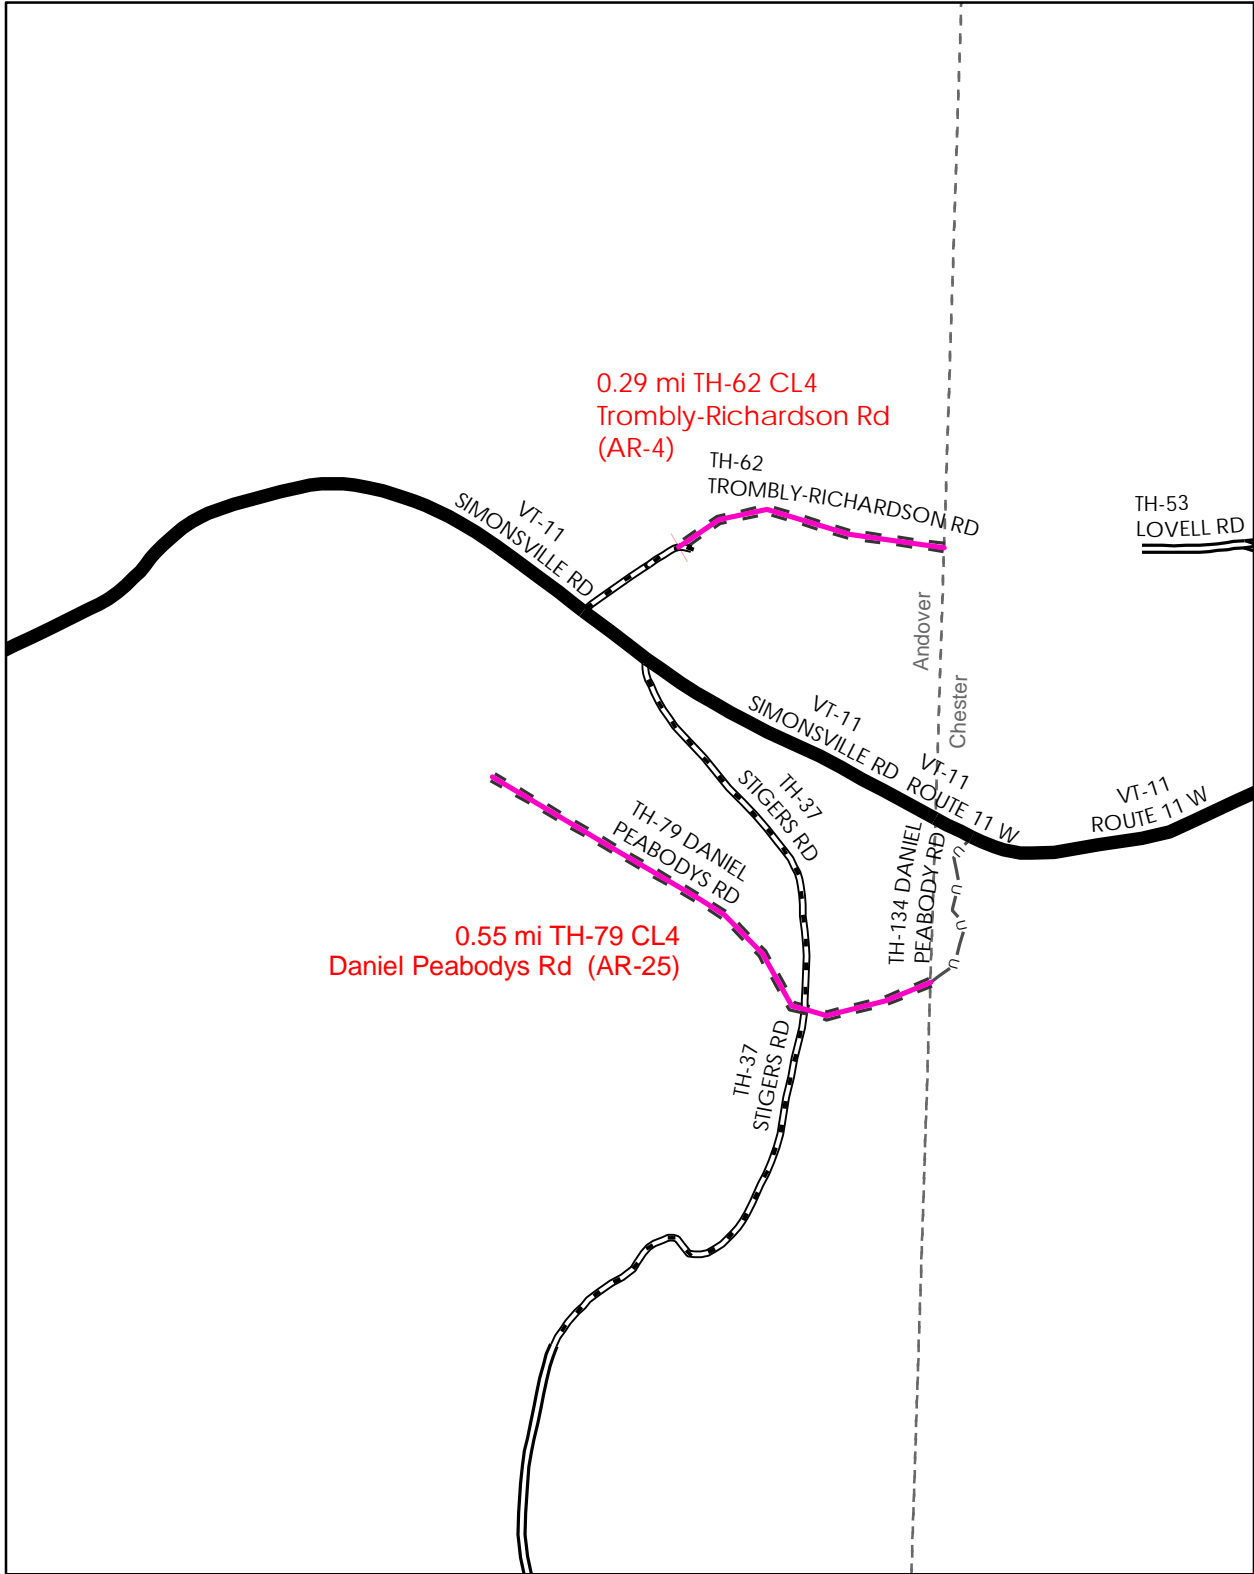 0.29 mi TH-62 CL4
Trombly-Richardson Rd
(AR-4)
TH-62
TROMBLY-RICHARDSON RD
TH-53
LOVELL RD
VT-11
SIMONSVILLE RD
Andover
Chester
VT-11
SIMONSVILLE RD
VT-11
ROUTE 11 W
VT-11
ROUTE 11 W
TH-37
STIGERS RD
TH-79 DANIEL
PEABODYS RD
TH-134 DANIEL
PEABODY RD
0.55 mi TH-79 CL4
Daniel Peabodys Rd  (AR-25)
TH-37
STIGERS RD